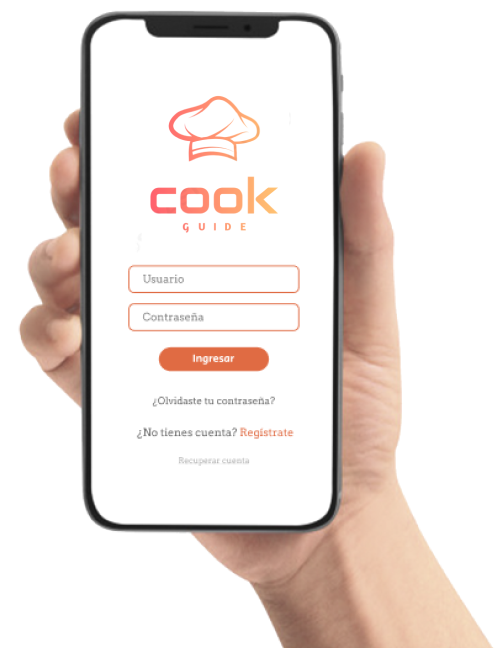 cook
GUIDE
Usuario
Contraseña
Ingresar
¿Olvidaste tu contraseña?
¿No tienes cuenta? Regístrate
Recuperar cuenta